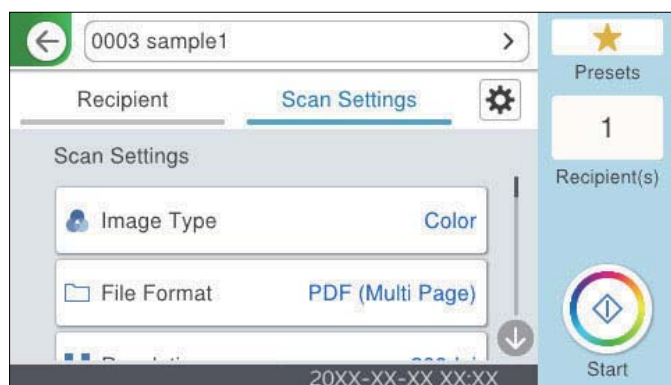 0003 sample1
Presets
Recipient
Scan Settings
1
Recipient(s)
Scan Settings
Image Type
Color
File Format
PDF (Multi Page)
20XX-XX-XX XX:XX
Start